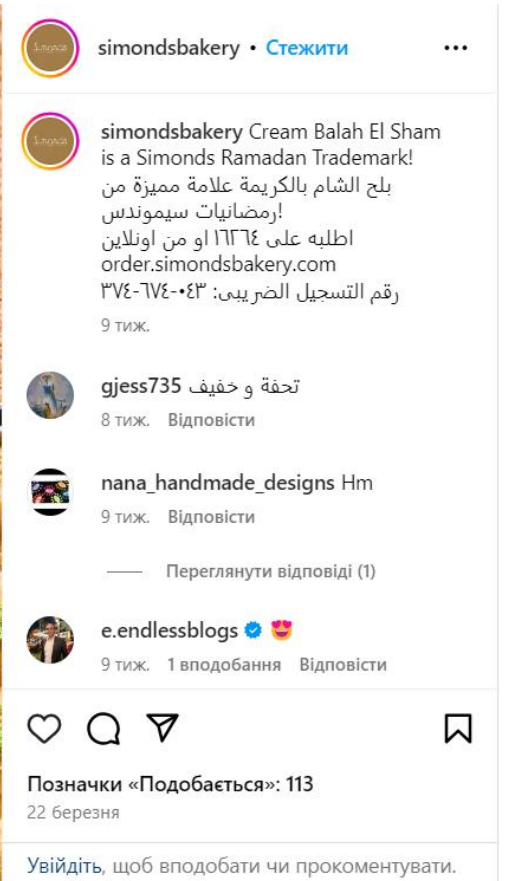 Simonds
simondsbakery • Стежити
Simonds
simondsbakery Cream Balah El Sham
is a Simonds Ramadan Trademark!
بلح الشام بالكريمة علامة مميزة من
رمضانيات سيموندس!
اطلبه على ١٦٢٦٤ او من اونلاين
order.simondsbakery.com
رقم التسجيل الضريبى: ٠٤٣-٦٧٤-٣٧٤
9 тиж.
gjess735 تحفة و خفيف
8 тиж. Відповісти
nana_handmade_designs Hm
9 тиж. Відповісти
Переглянути відповіді (1)
e.endlessblogs 😍
9 тиж. 1 вподобання Відповісти
Позначки «Подобається»: 113
22 березня
Увійдіть, щоб вподобати чи прокоментувати.